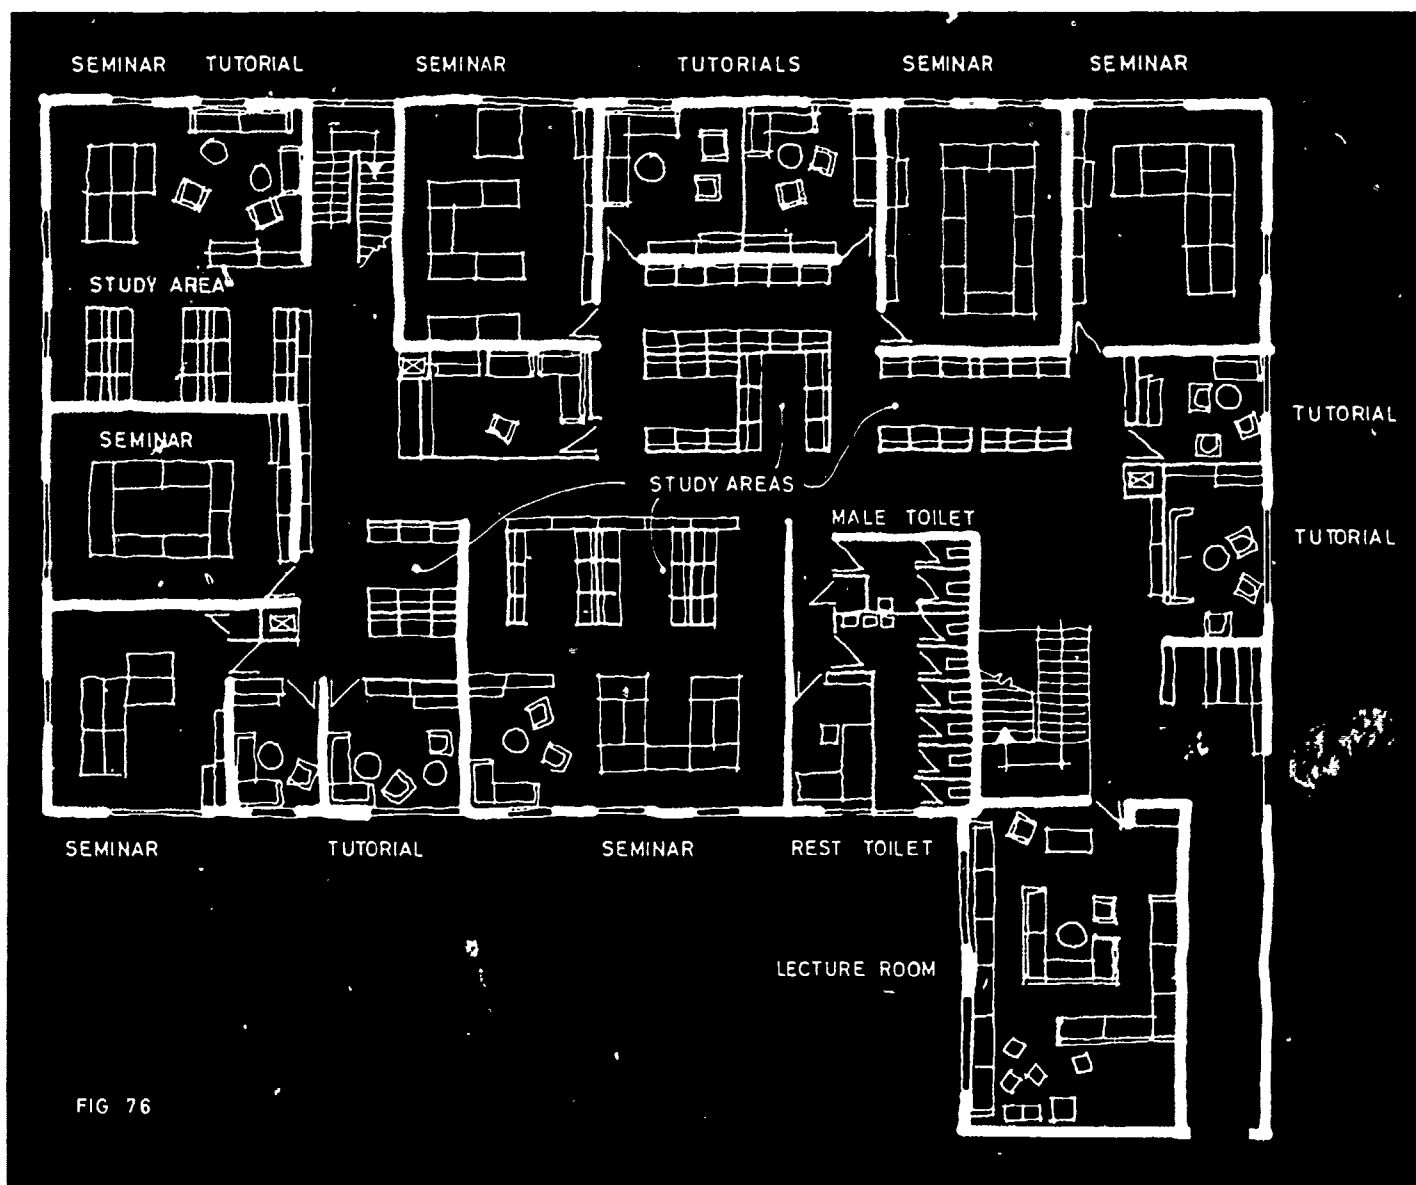 SEMINAR TUTORIAL SEMINAR TUTORIALS SEMINAR SEMINAR
STUDY AREA
TUTORIAL
SEMINAR
STUDY AREAS
MALE TOILET
TUTORIAL
SEMINAR TUTORIAL SEMINAR REST TOILET
LECTURE ROOM
FIG 76